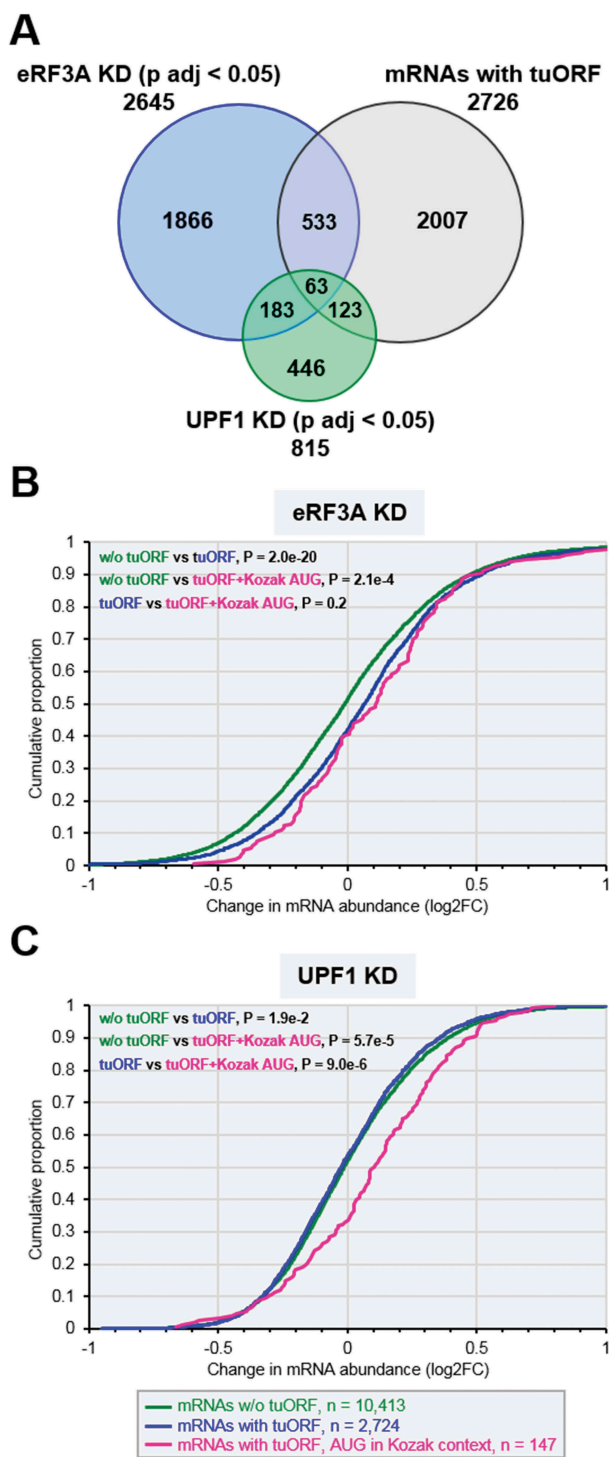 A
eRF3A KD (p adj < 0.05)
2645
mRNAs with tuORF
2726
1866
533
2007
63
183
123
446
UPF1 KD (p adj < 0.05)
815
B
eRF3A KD
w/o tuORF vs tuORF, P = 2.0e-20
w/o tuORF vs tuORF+Kozak AUG, P = 2.1e-4
tuORF vs tuORF+Kozak AUG, P = 0.2
Cumulative proportion
1
0.9
0.8
0.7
0.6
0.5
0.4
0.3
0.2
0.1
0
-1
-0.5
0
0.5
1
Change in mRNA abundance (log2FC)
C
UPF1 KD
w/o tuORF vs tuORF, P = 1.9e-2
w/o tuORF vs tuORF+Kozak AUG, P = 5.7e-5
tuORF vs tuORF+Kozak AUG, P = 9.0e-6
Cumulative proportion
1
0.9
0.8
0.7
0.6
0.5
0.4
0.3
0.2
0.1
0
-1
-0.5
0
0.5
1
Change in mRNA abundance (log2FC)
mRNAs w/o tuORF, n = 10,413
mRNAs with tuORF, n = 2,724
mRNAs with tuORF, AUG in Kozak context, n = 147